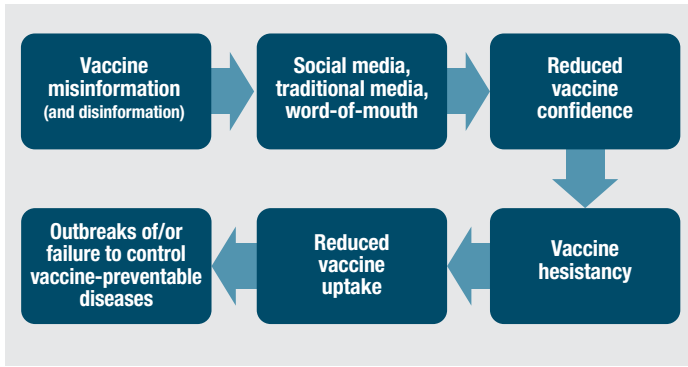 Vaccine
misinformation
(and disinformation)
Social media,
traditional media,
word-of-mouth
Reduced
vaccine
confidence
Vaccine
hesistancy
Reduced
vaccine
uptake
Outbreaks of/or
failure to control
vaccine-preventable
diseases